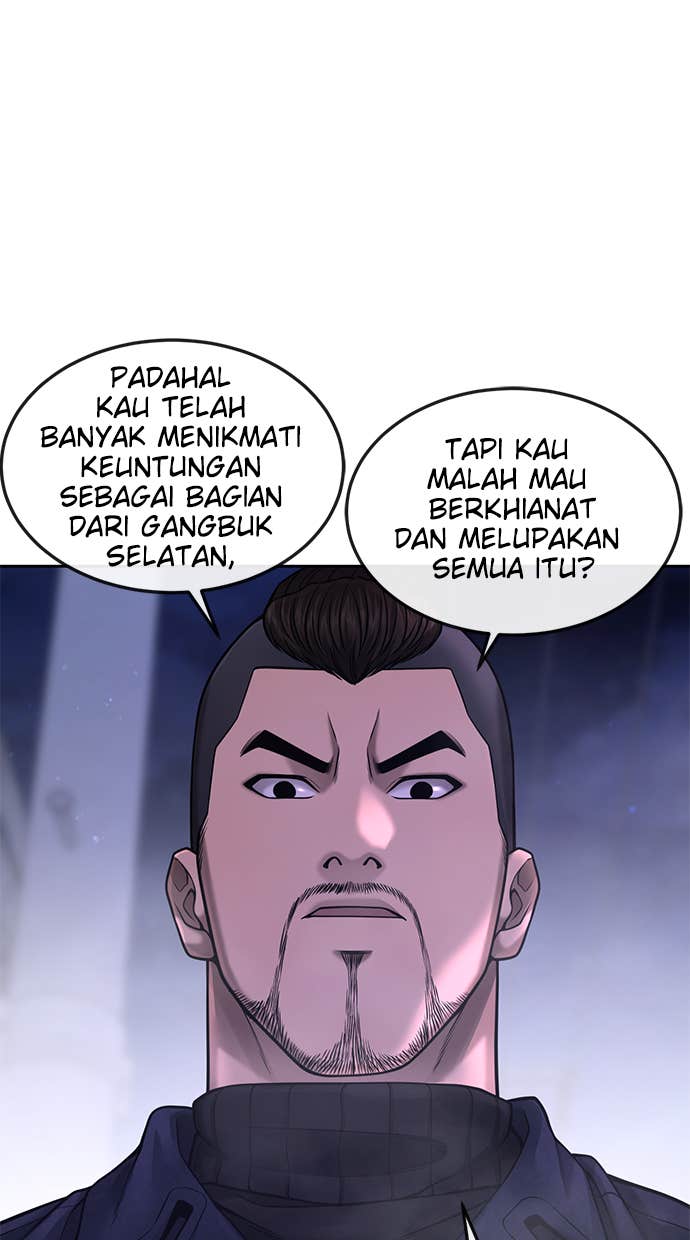 PADAHAL
KAU TELAH
BANYAK MENIKMATI
KEUNTUNGAN
SEBAGAI BAGIAN
DARI GANGBUK
SELATAN,
TAPI KAU
MALAH MAU
BERKHIANAT
DAN MELUPAKAN
SEMUA ITU?